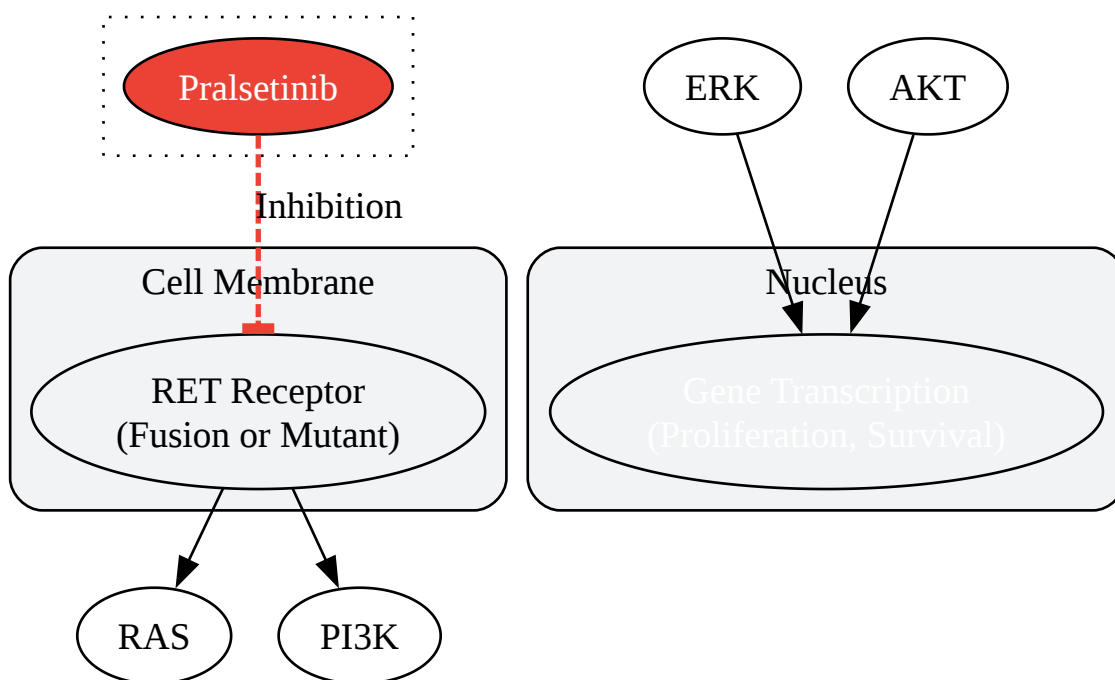 Pralsetinib
ERK
AKT
Inhibition
Cell Membrane
Nucleus
RET Receptor
(Fusion or Mutant)
Gene Transcription
(Proliferation, Survival)
RAS
PI3K